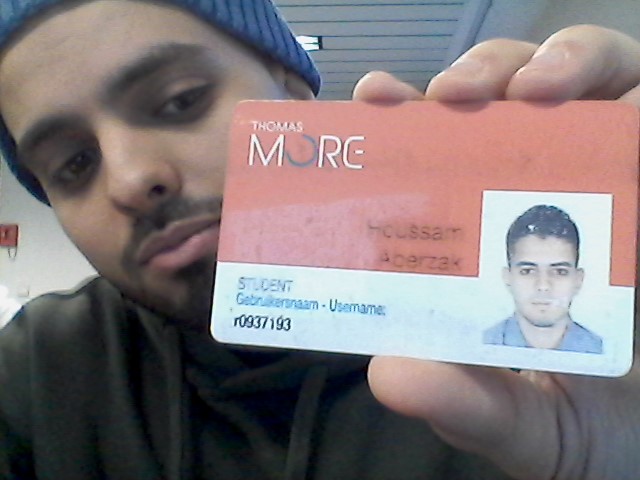 THOMAS
MORE
Houssam
Aberzak
STUDENT
Gebruikersnaam - Username:
r0937193